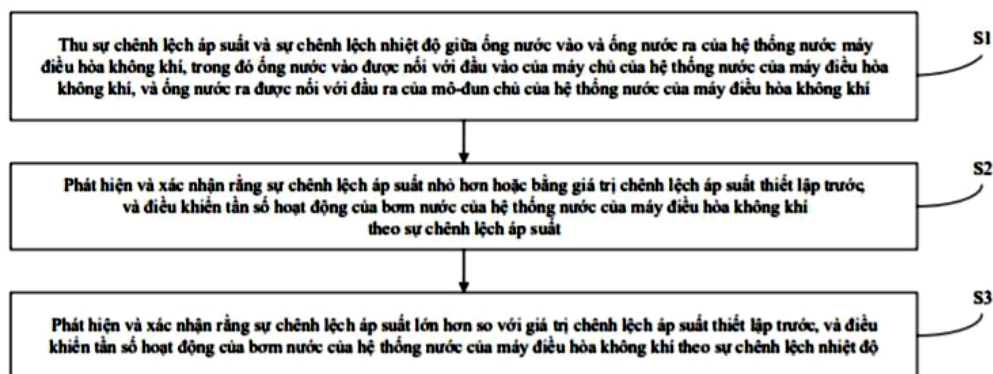 Thu sự chênh lệch áp suất và sự chênh lệch nhiệt độ giữa ống nước vào và ống nước ra của hệ thống nước máy
điều hòa không khí, trong đó ống nước vào được nối với đầu vào của máy chủ của hệ thống nước của máy điều hòa
không khí, và ống nước ra được nối với đầu ra của mô-đun chủ của hệ thống nước của máy điều hòa không khí
S1
Phát hiện và xác nhận rằng sự chênh lệch áp suất nhỏ hơn hoặc bằng giá trị chênh lệch áp suất thiết lập trước,
và điều khiển tần số hoạt động của bơm nước của hệ thống nước của máy điều hòa không khí
theo sự chênh lệch áp suất
S2
Phát hiện và xác nhận rằng sự chênh lệch áp suất lớn hơn so với giá trị chênh lệch áp suất thiết lập trước, và điều
khiển tần số hoạt động của bơm nước của hệ thống nước của máy điều hòa không khí theo sự chênh lệch nhiệt độ
S3